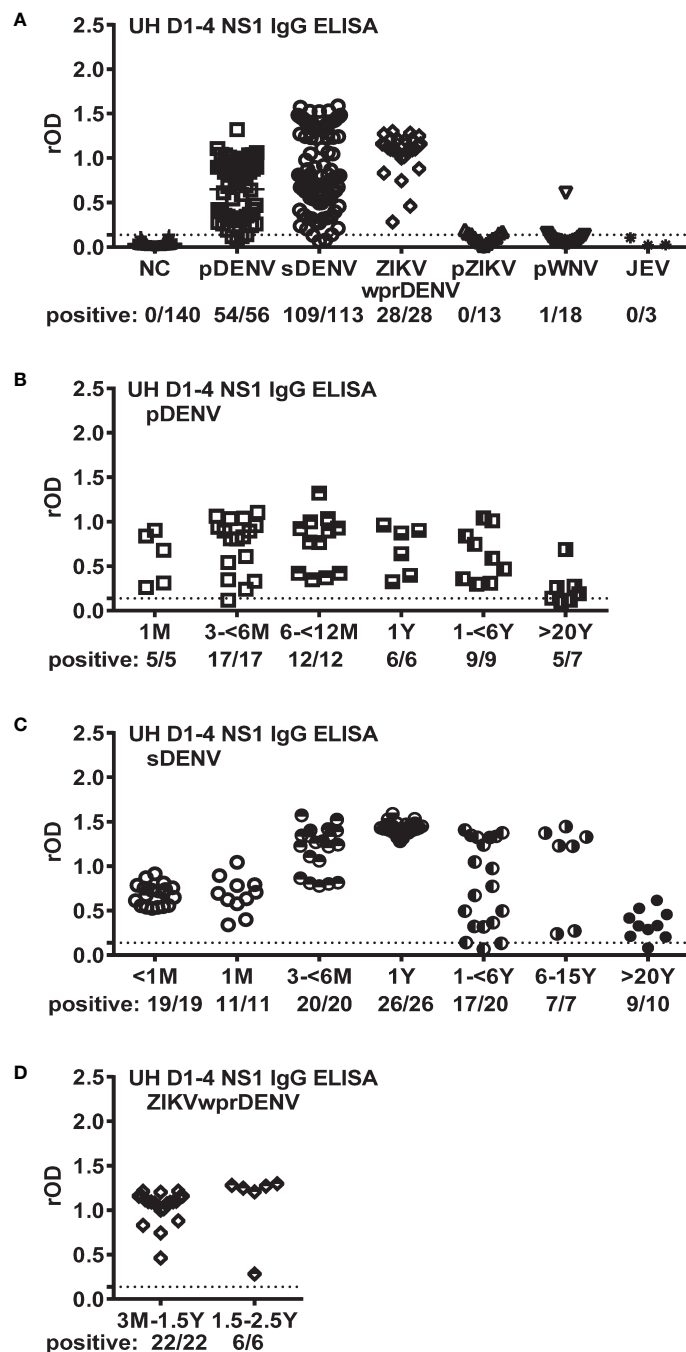 A
UH D1-4 NS1 IgG ELISA
2.5
2.0
1.5
1.0
0.5
0.0
rOD
NC pDENV sDENV ZIKV pZIKV pWNV JEV
wprDENV
positive: 0/140 54/56 109/113 28/28 0/13 1/18 0/3
B
UH D1-4 NS1 IgG ELISA
pDENV
2.5
2.0
1.5
1.0
0.5
0.0
rOD
1M 3-<6M 6-<12M 1Y 1-<6Y >20Y
positive: 5/5 17/17 12/12 6/6 9/9 5/7
C
UH D1-4 NS1 IgG ELISA
sDENV
2.5
2.0
1.5
1.0
0.5
0.0
rOD
<1M 1M 3-<6M 1Y 1-<6Y 6-15Y >20Y
positive: 19/19 11/11 20/20 26/26 17/20 7/7 9/10
D
UH D1-4 NS1 IgG ELISA
ZIKVwprDENV
2.5
2.0
1.5
1.0
0.5
0.0
rOD
3M-1.5Y 1.5-2.5Y
positive: 22/22 6/6